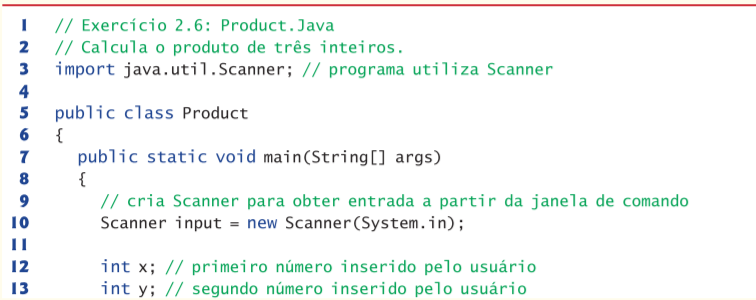 1 // Exercício 2.6: Product.Java
2 // Calcula o produto de três inteiros.
3 import java.util.Scanner; // programa utiliza Scanner
4
5 public class Product
6 {
7 public static void main(String[] args)
8 {
9 // cria Scanner para obter entrada a partir da janela de comando
10 Scanner input = new Scanner(System.in);
11
12 int x; // primeiro número inserido pelo usuário
13 int y; // segundo número inserido pelo usuário